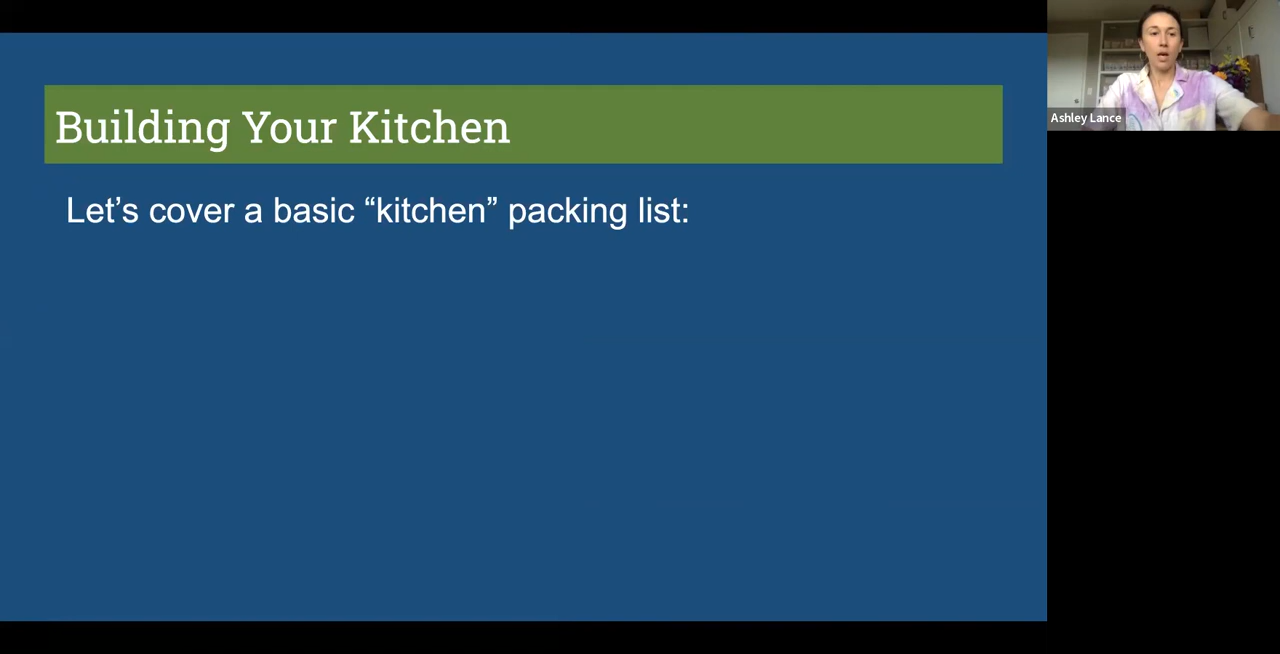 Building Your Kitchen
Let’s cover a basic “kitchen” packing list:
Ashley Lance